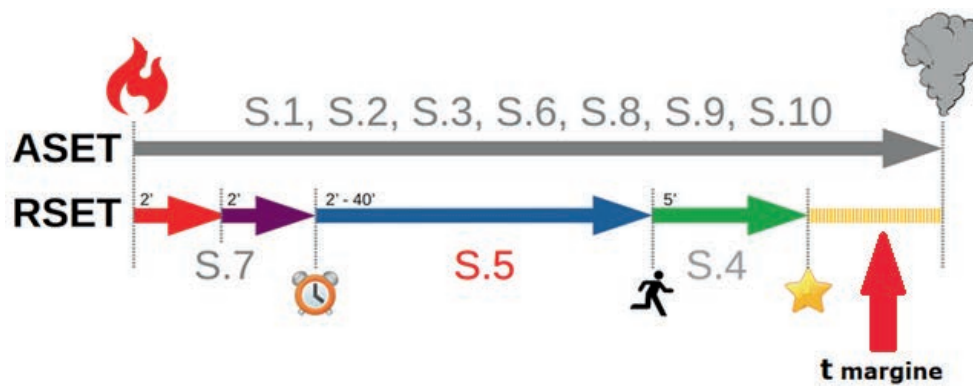 S.1, S.2, S.3, S.6, S.8, S.9, S.10
ASET
RSET 2' 2' 2' - 40' 5'
S.7 S.5 S.4
t margine